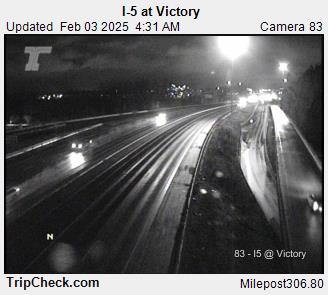 I-5 at Victory
Updated Feb 03 2025 4:31 AM
Camera 83
T
N
83 - I5 @ Victory
TripCheck.com
Milepost306.80